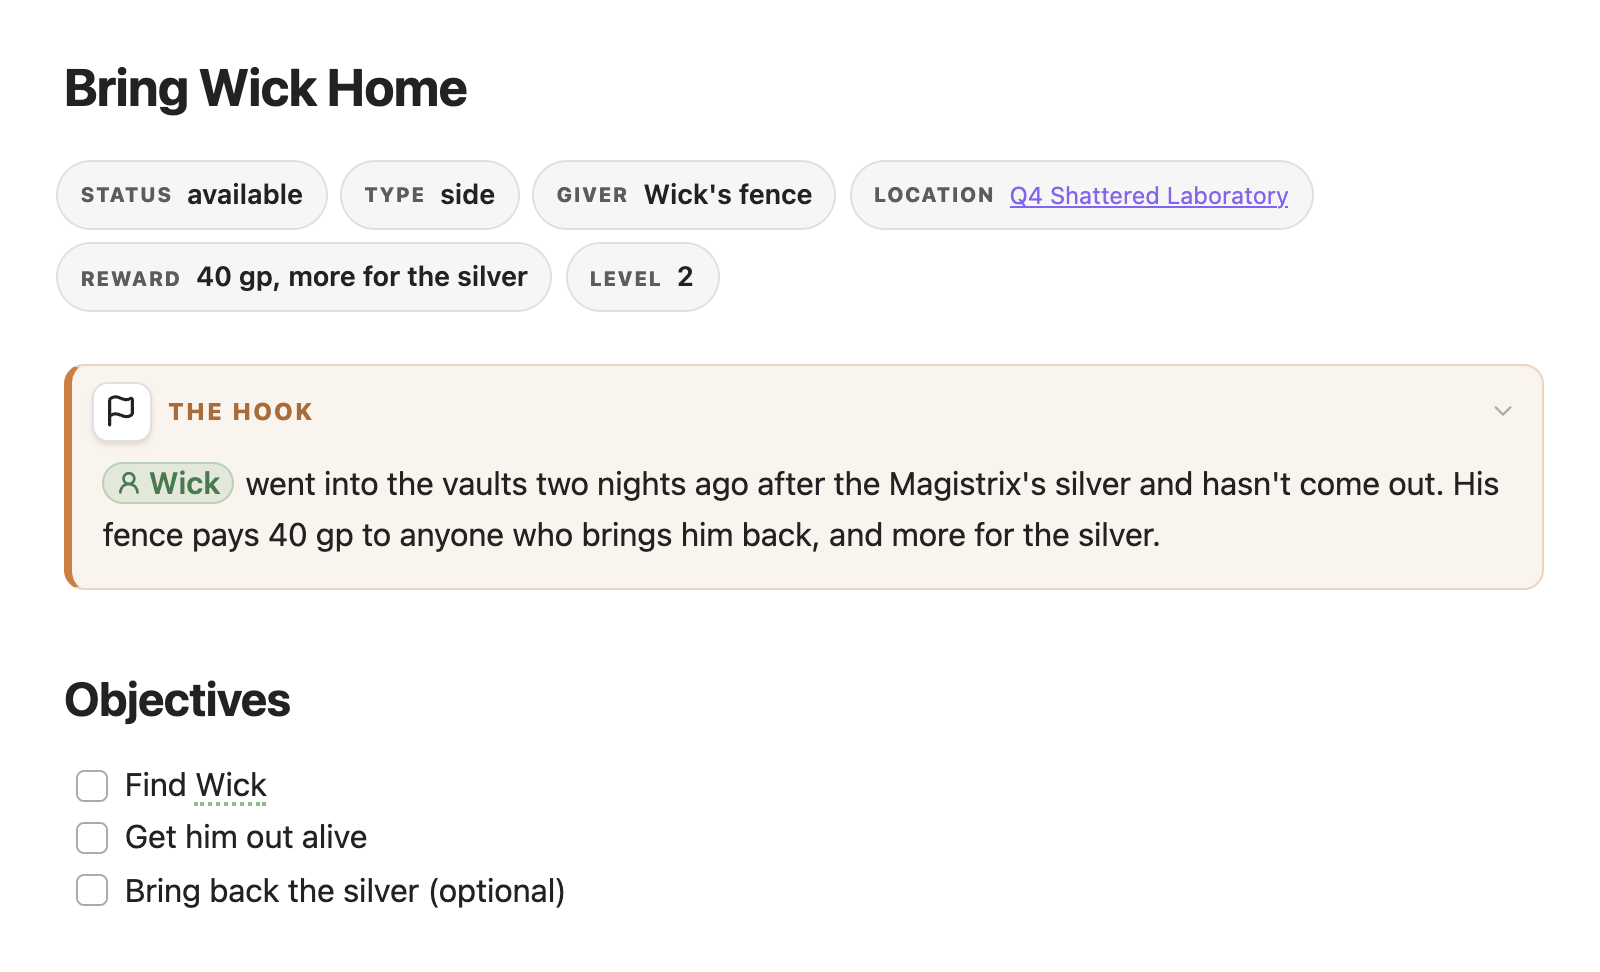 Bring Wick Home
STATUS available TYPE side GIVER Wick's fence LOCATION Q4 Shattered Laboratory
REWARD 40 gp, more for the silver LEVEL 2
THE HOOK
Wick went into the vaults two nights ago after the Magistrix's silver and hasn't come out. His
fence pays 40 gp to anyone who brings him back, and more for the silver.
Objectives
Find Wick
Get him out alive
Bring back the silver (optional)